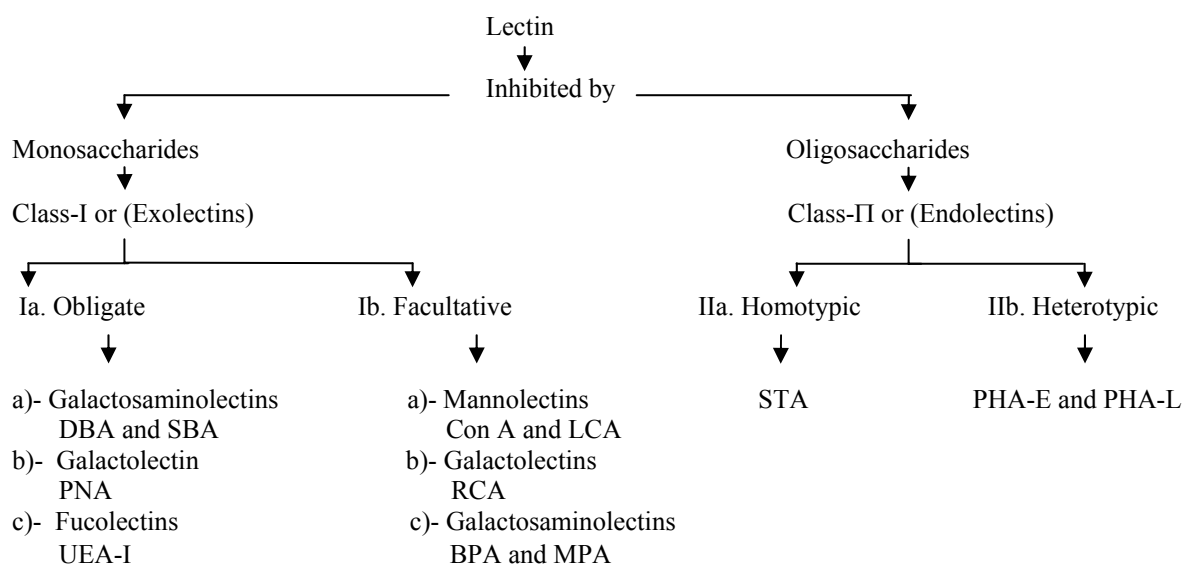 Lectin
Inhibited by
Monosaccharides
Oligosaccharides
Class-I or (Exolectins)
Class-Π or (Endolectins)
Ia. Obligate
Ib. Facultative
IIa. Homotypic
IIb. Heterotypic
a)- Galactosaminolectins
DBA and SBA
b)- Galactolectin
PNA
c)- Fucolectins
UEA-I
a)- Mannolectins
Con A and LCA
b)- Galactolectins
RCA
c)- Galactosaminolectins
BPA and MPA
STA
PHA-E and PHA-L